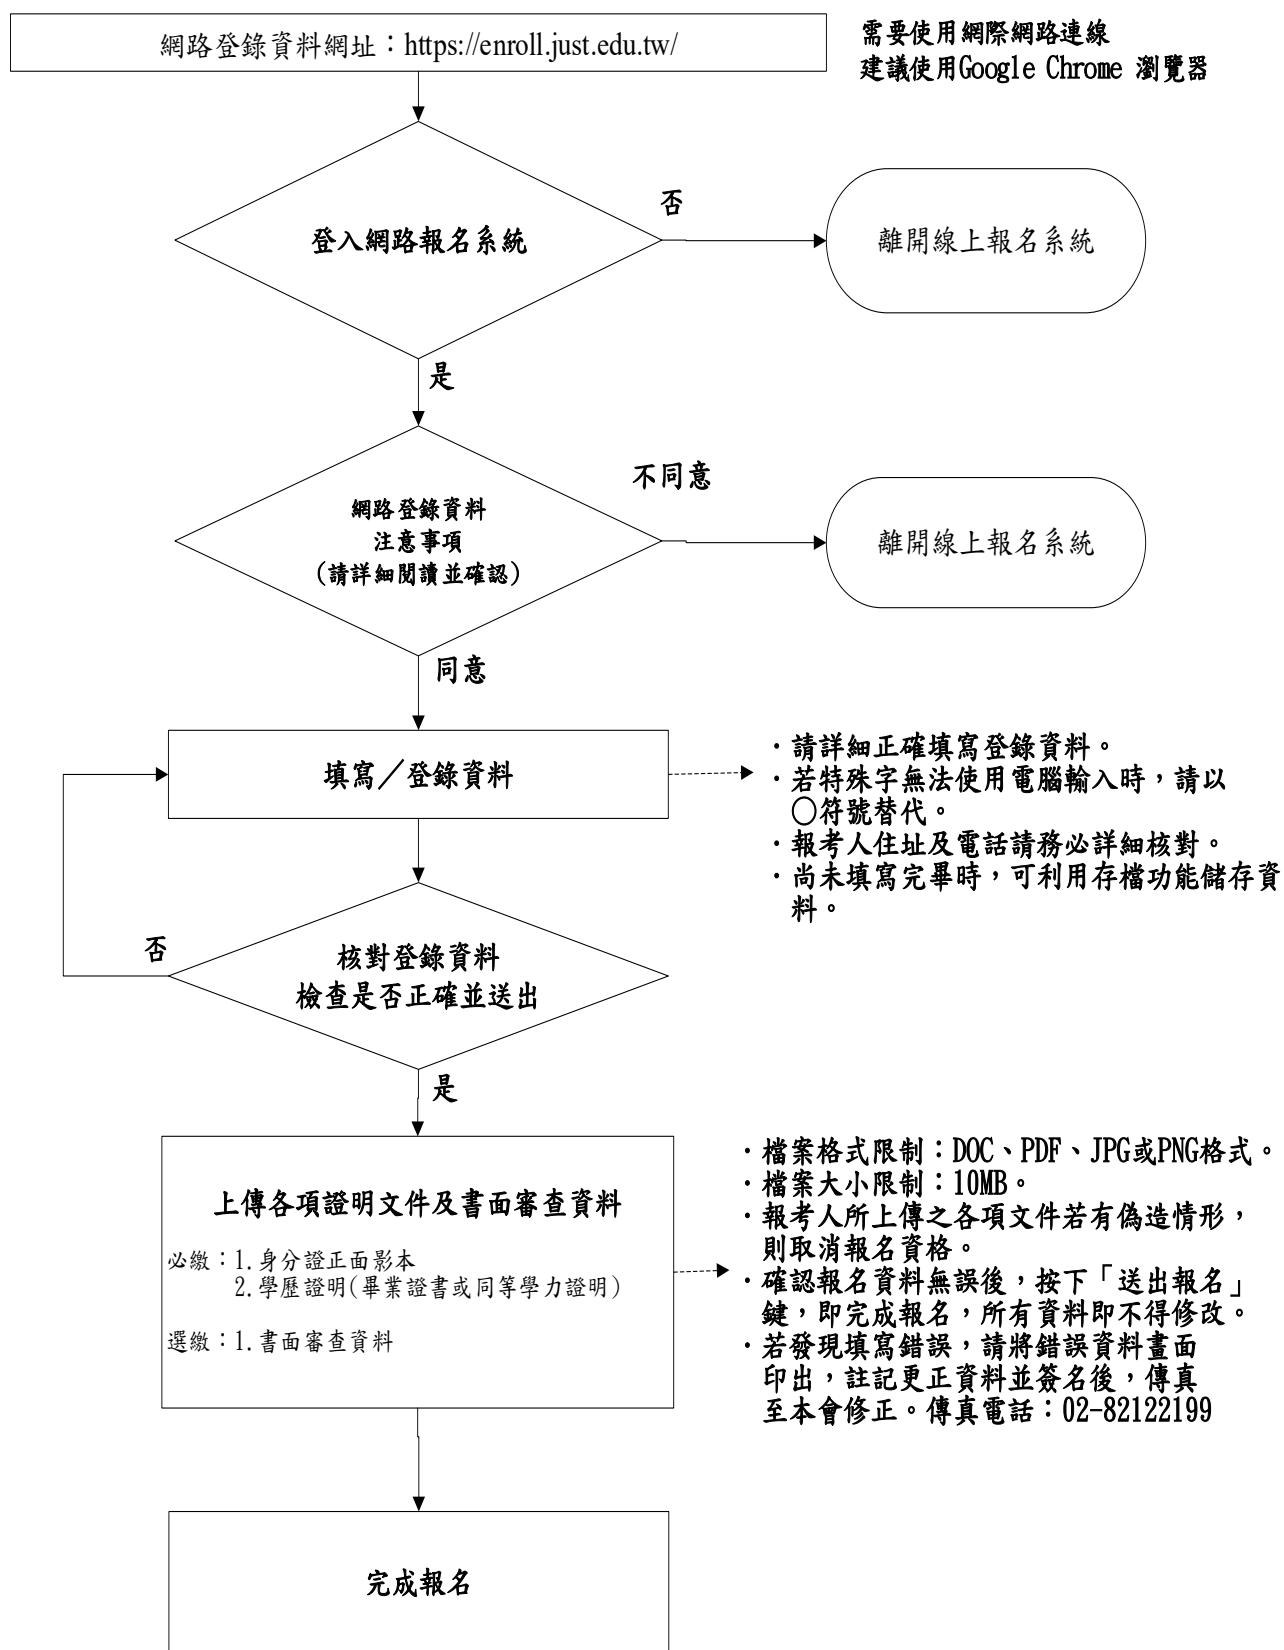 網路登錄資料網址：https://enroll.just.edu.tw/
需要使用網際網路連線
建議使用Google Chrome 瀏覽器
登入網路報名系統
否
離開線上報名系統
是
網路登錄資料
注意事項
(請詳細閱讀並確認)
不同意
離開線上報名系統
同意
填寫／登錄資料
‧請詳細正確填寫登錄資料。
‧若特殊字無法使用電腦輸入時，請以
○符號替代。
‧報考人住址及電話請務必詳細核對。
‧尚未填寫完畢時，可利用存檔功能儲存資
料。
否
核對登錄資料
檢查是否正確並送出
是
上傳各項證明文件及書面審查資料
必繳：1.身分證正面影本
2.學歷證明(畢業證書或同等學力證明)
選繳：1.書面審查資料
‧檔案格式限制：DOC、PDF、JPG或PNG格式。
‧檔案大小限制：10MB。
‧報考人所上傳之各項文件若有偽造情形，
則取消報名資格。
‧確認報名資料無誤後，按下「送出報名」
鍵，即完成報名，所有資料即不得修改。
‧若發現填寫錯誤，請將錯誤資料畫面
印出，註記更正資料並簽名後，傳真
至本會修正。傳真電話：02-82122199
完成報名